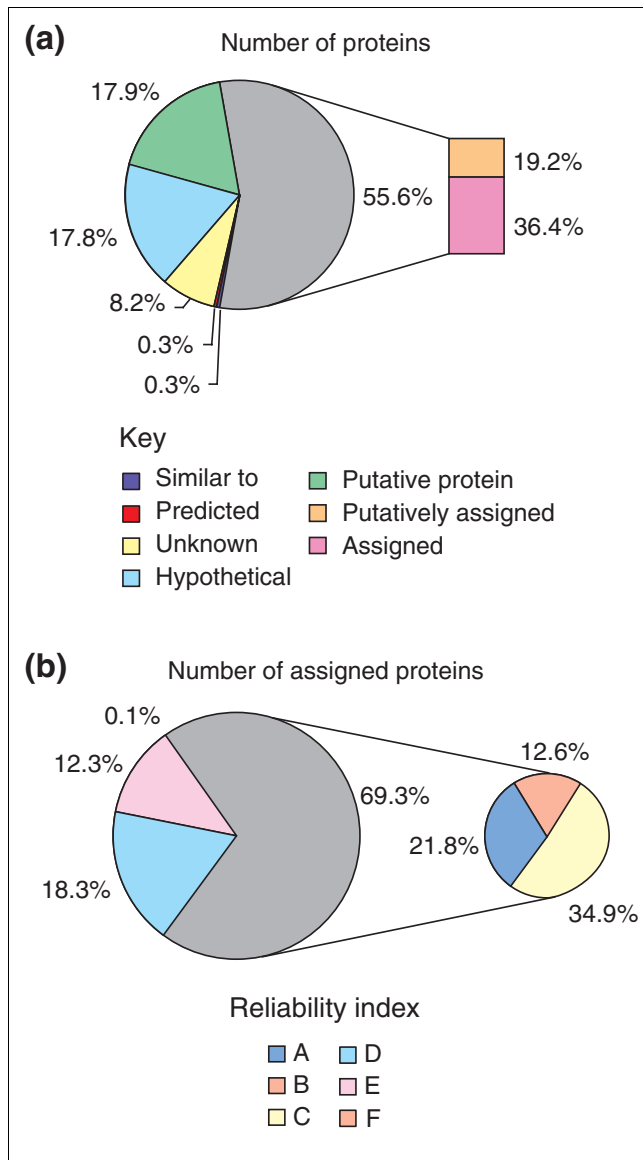 (a)
Number of proteins
17.9%
19.2%
55.6%
36.4%
17.8%
8.2%
0.3%
0.3%
Key
Similar to
Predicted
Unknown
Hypothetical
Putative protein
Putatively assigned
Assigned
(b)
Number of assigned proteins
0.1%
12.3%
69.3%
18.3%
12.6%
21.8%
34.9%
Reliability index
A
B
C
D
E
F